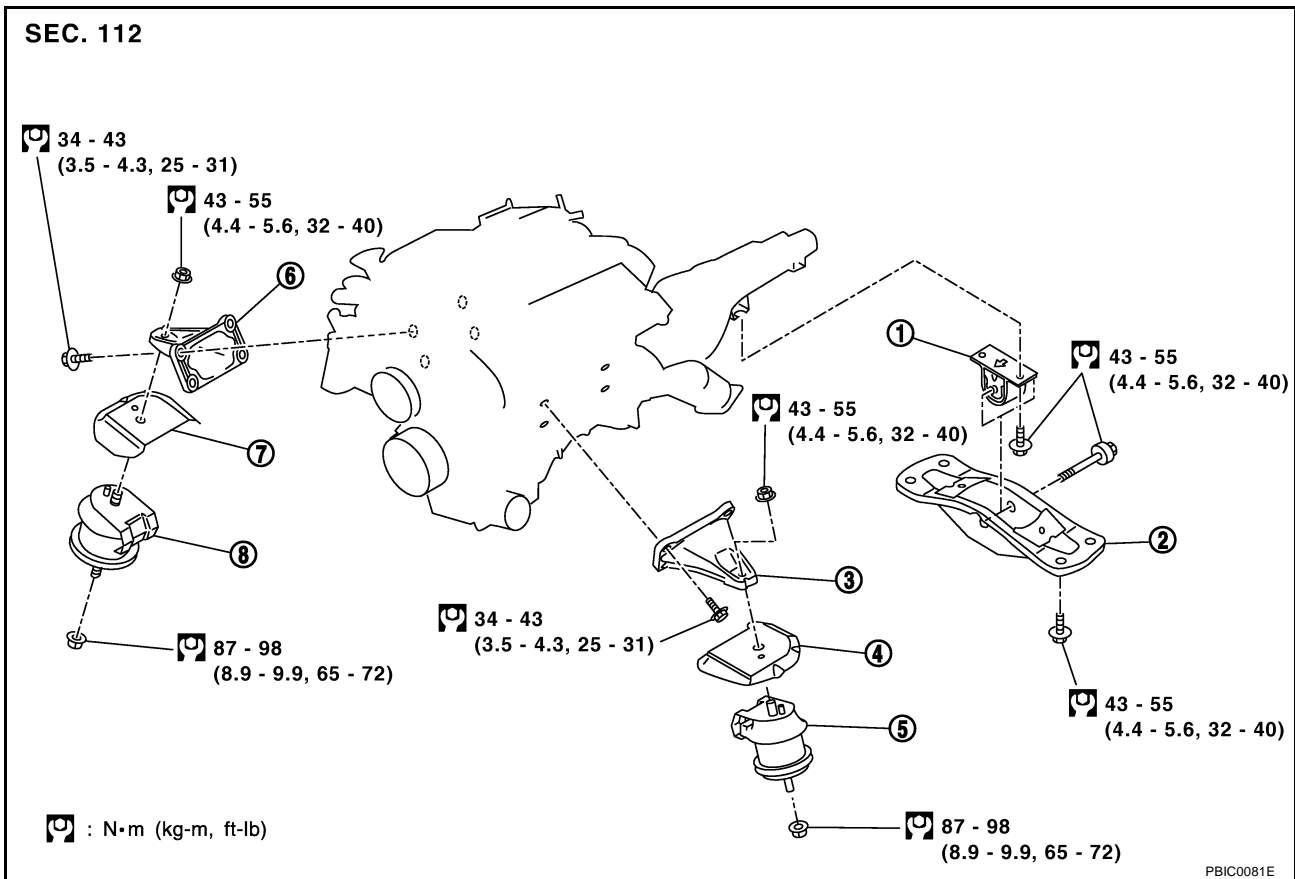 SEC. 112
34 - 43
(3.5 - 4.3, 25 - 31)
43 - 55
(4.4 - 5.6, 32 - 40)
6
1
43 - 55
(4.4 - 5.6, 32 - 40)
43 - 55
(4.4 - 5.6, 32 - 40)
7
2
8
3
34 - 43
(3.5 - 4.3, 25 - 31)
87 - 98
(8.9 - 9.9, 65 - 72)
4
43 - 55
(4.4 - 5.6, 32 - 40)
5
: N•m (kg-m, ft-lb)
87 - 98
(8.9 - 9.9, 65 - 72)
PBIC0081E